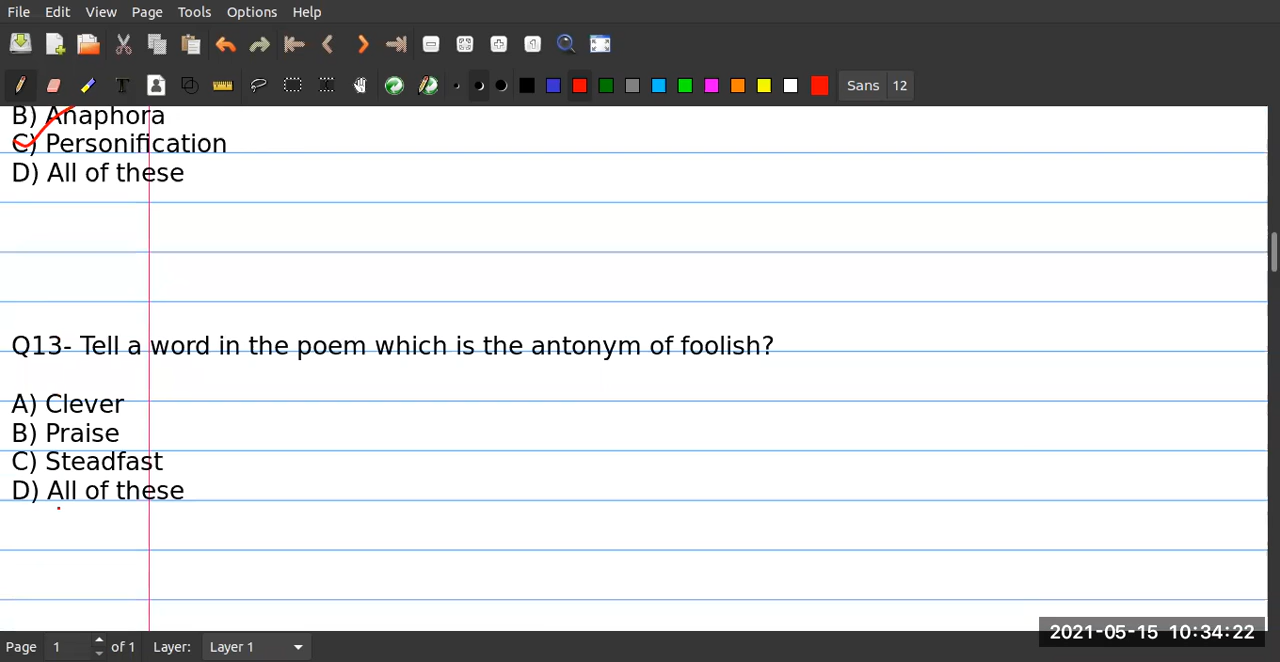 File Edit View Page Tools Options Help
T Sans 12
B) Anaphora
C) Personification
D) All of these
Q13- Tell a word in the poem which is the antonym of foolish?
A) Clever
B) Praise
C) Steadfast
D) All of these
2021-05-15 10:34:22
Page 1 of 1 Layer: Layer 1